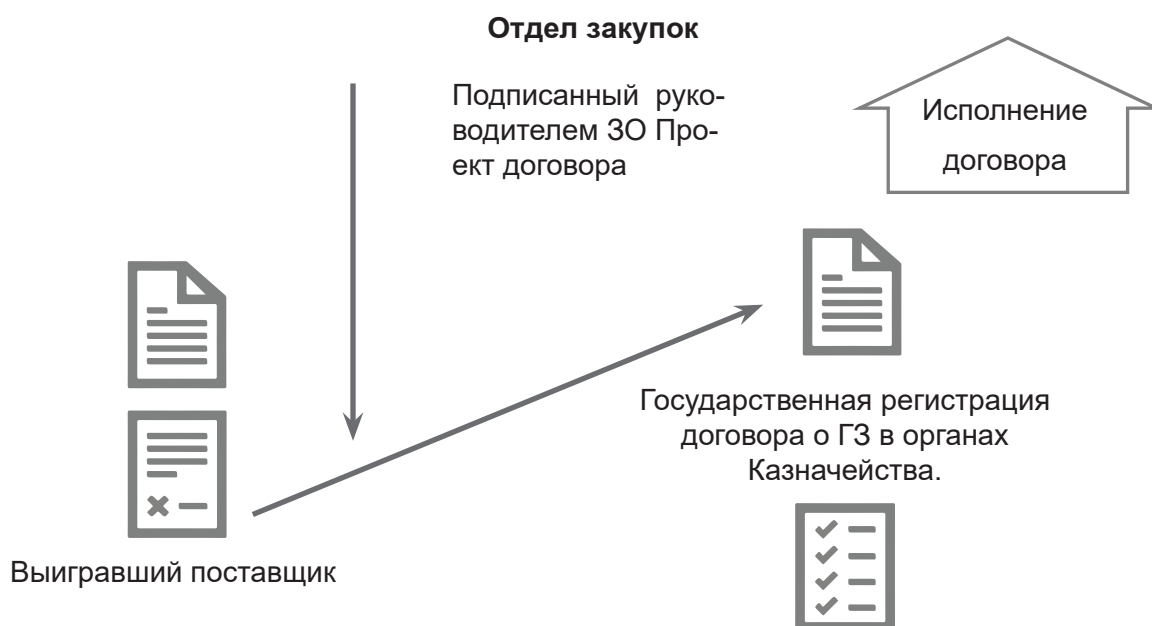 Отдел закупок
Подписанный руко-
водителем ЗО Про-
ект договора
Исполнение
договора
Государственная регистрация
договора о ГЗ в органах
Казначейства.
Выигравший поставщик